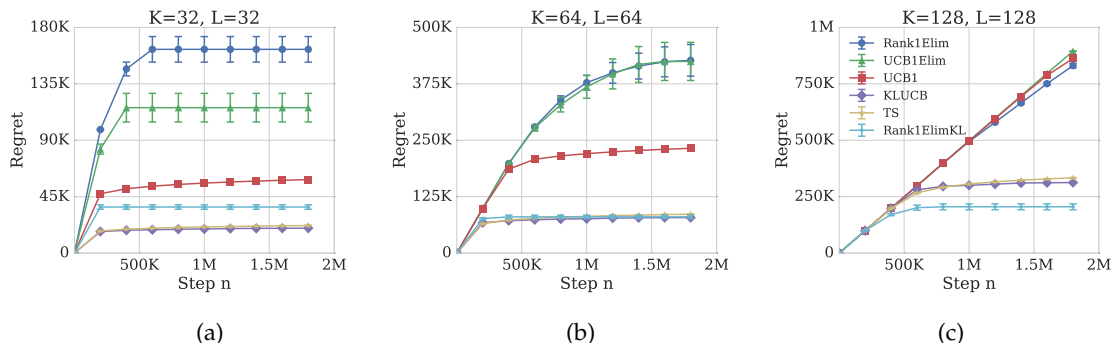 K=32, L=32
180K
135K
90K
45K
0
Regret
500K 1M 1.5M 2M
Step n
(a)
K=64, L=64
500K
375K
250K
125K
0
Regret
500K 1M 1.5M 2M
Step n
(b)
K=128, L=128
1M
750K
500K
250K
0
Regret
Rank1Elim
UCB1Elim
UCB1
KLUCB
TS
Rank1ElimKL
500K 1M 1.5M 2M
Step n
(c)